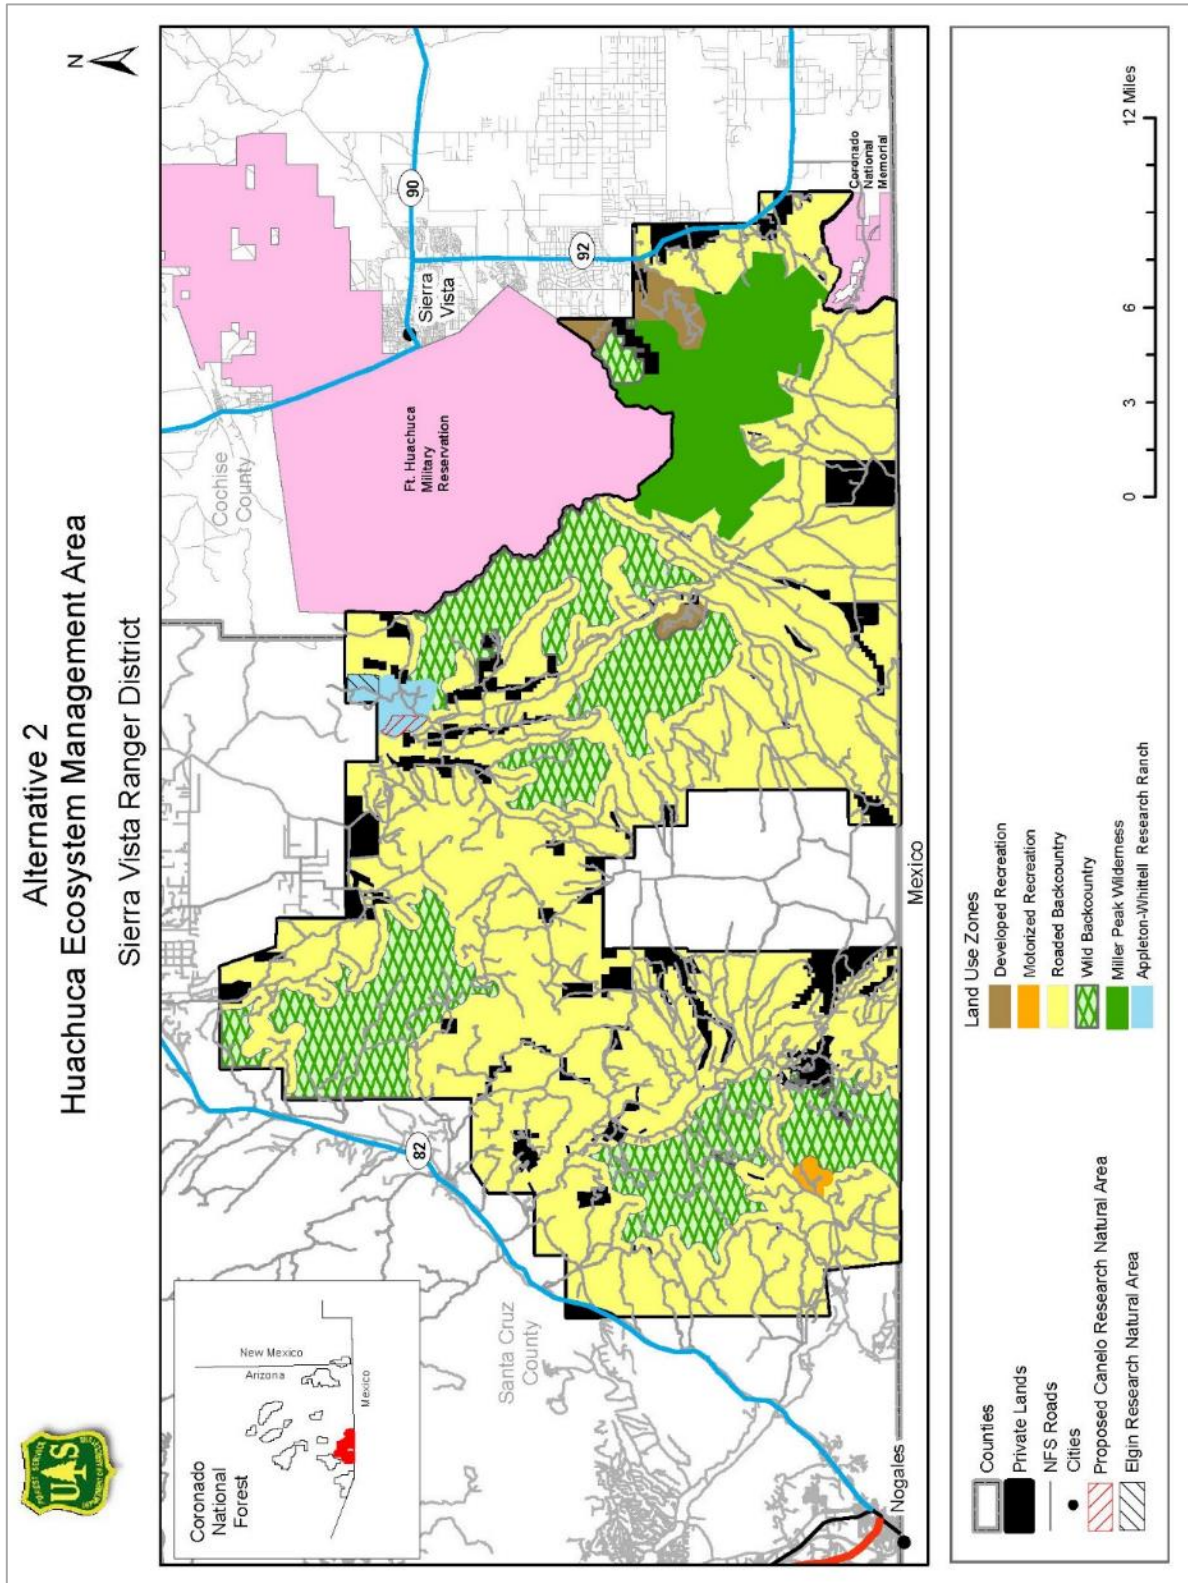 Alternative 2
Huachuca Ecosystem Management Area
Sierra Vista Ranger District
N
FOREST SERVICE
U S
Coronado
National
Forest
New Mexico
Arizona
Mexico
82
Santa Cruz
County
Nogales
Cochise
County
Ft. Huachuca
Military
Reservation
90
Sierra
Vista
92
Coronado
National
Memorial
Mexico
Counties
Private Lands
NFS Roads
Cities
Proposed Canelo Research Natural Area
Elgin Research Natural Area
Land Use Zones
Developed Recreation
Motorized Recreation
Roaded Backcountry
Wild Backcountry
Miller Peak Wilderness
Appleton-Whittell Research Ranch
0 3 6 12 Miles